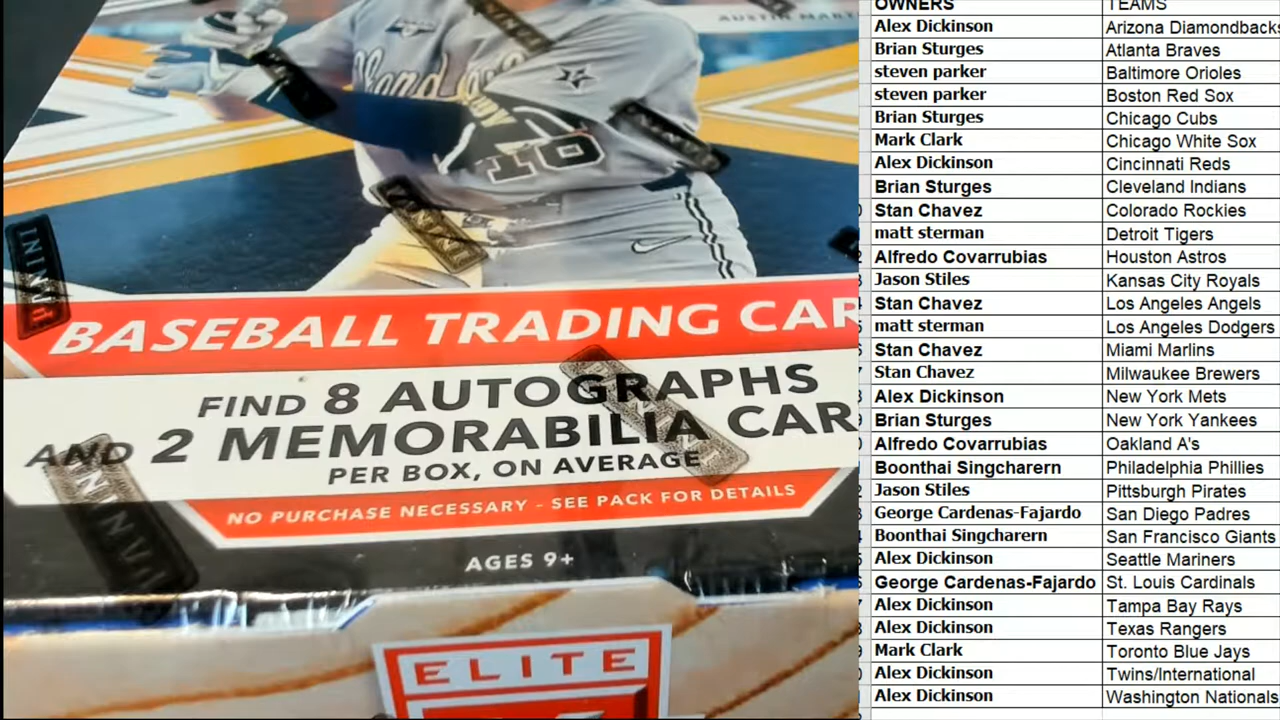 AUSTIN MART
Vand
10
PANINI
PANINI
PANINI
BASEBALL TRADING CAR
FIND 8 AUTOGRAPHS
AND 2 MEMORABILIA CAR
PER BOX, ON AVERAGE
NO PURCHASE NECESSARY - SEE PACK FOR DETAILS
AGES 9+
ELITE
OWNERS TEAMS
Alex Dickinson Arizona Diamondbacks
Brian Sturges Atlanta Braves
steven parker Baltimore Orioles
steven parker Boston Red Sox
Brian Sturges Chicago Cubs
Mark Clark Chicago White Sox
Alex Dickinson Cincinnati Reds
Brian Sturges Cleveland Indians
Stan Chavez Colorado Rockies
matt sterman Detroit Tigers
Alfredo Covarrubias Houston Astros
Jason Stiles Kansas City Royals
Stan Chavez Los Angeles Angels
matt sterman Los Angeles Dodgers
Stan Chavez Miami Marlins
Stan Chavez Milwaukee Brewers
Alex Dickinson New York Mets
Brian Sturges New York Yankees
Alfredo Covarrubias Oakland A's
Boonthai Singcharern Philadelphia Phillies
Jason Stiles Pittsburgh Pirates
George Cardenas-Fajardo San Diego Padres
Boonthai Singcharern San Francisco Giants
Alex Dickinson Seattle Mariners
George Cardenas-Fajardo St. Louis Cardinals
Alex Dickinson Tampa Bay Rays
Alex Dickinson Texas Rangers
Mark Clark Toronto Blue Jays
Alex Dickinson Twins/International
Alex Dickinson Washington Nationals